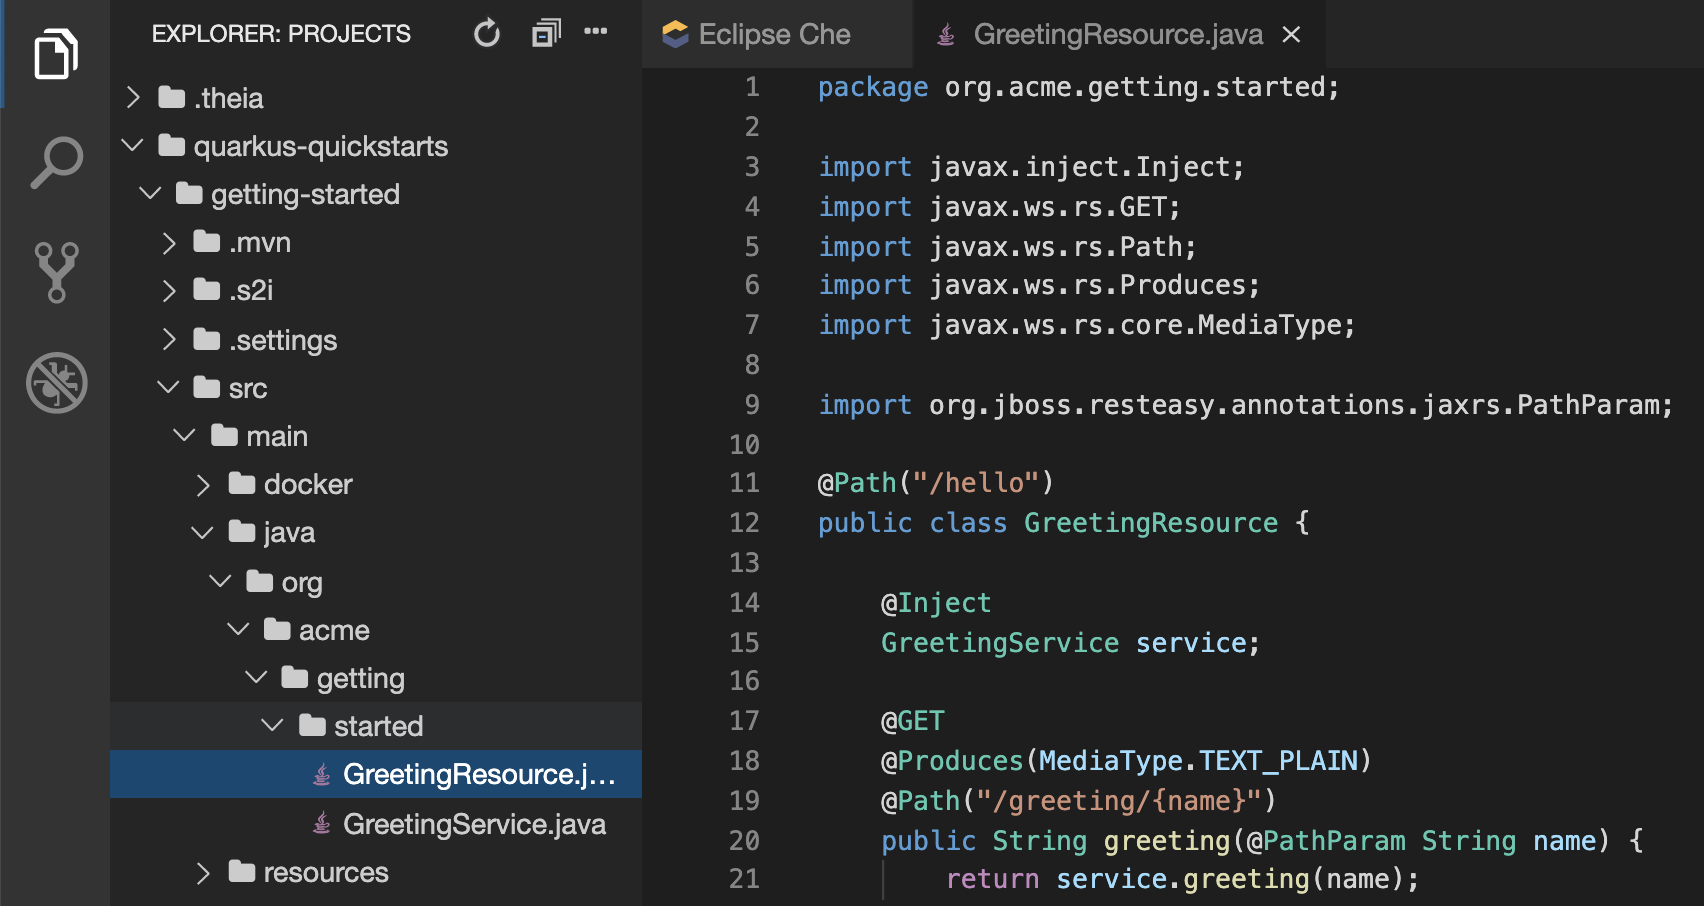 EXPLORER: PROJECTS
.theia
quarkus-quickstarts
getting-started
.mvn
.s2i
.settings
src
main
docker
java
org
acme
getting
started
GreetingResource.j...
GreetingService.java
resources
Eclipse Che
GreetingResource.java
1 package org.acme.getting.started;
2
3 import javax.inject.Inject;
4 import javax.ws.rs.GET;
5 import javax.ws.rs.Path;
6 import javax.ws.rs.Produces;
7 import javax.ws.rs.core.MediaType;
8
9 import org.jboss.resteasy.annotations.jaxrs.PathParam;
10
11 @Path("/hello")
12 public class GreetingResource {
13
14     @Inject
15     GreetingService service;
16
17     @GET
18     @Produces(MediaType.TEXT_PLAIN)
19     @Path("/greeting/{name}")
20     public String greeting(@PathParam String name) {
21         return service.greeting(name);